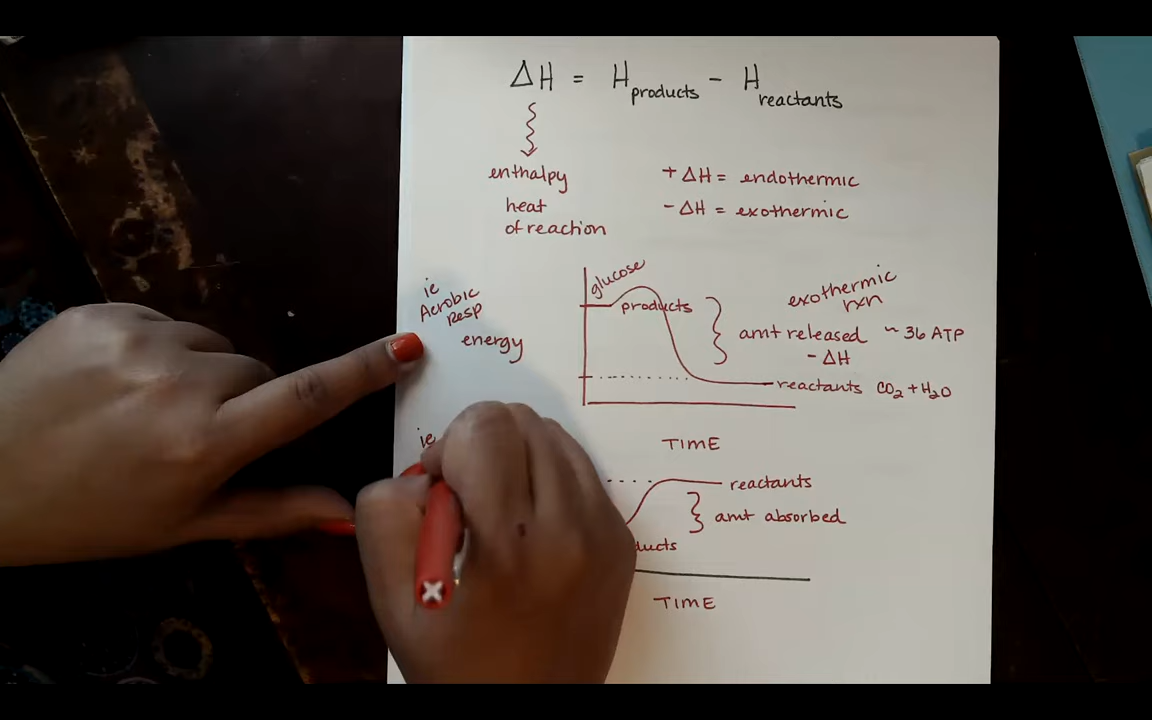 ΔH = H products - H reactants
enthalpy
heat
of reaction
+ ΔH = endothermic
- ΔH = exothermic
ie
Aerobic
Resp
energy
glucose
products
exothermic
rxn
amt released ~ 36 ATP
- ΔH
reactants CO₂ + H₂O
TIME
ie
reactants
amt absorbed
ducts
TIME